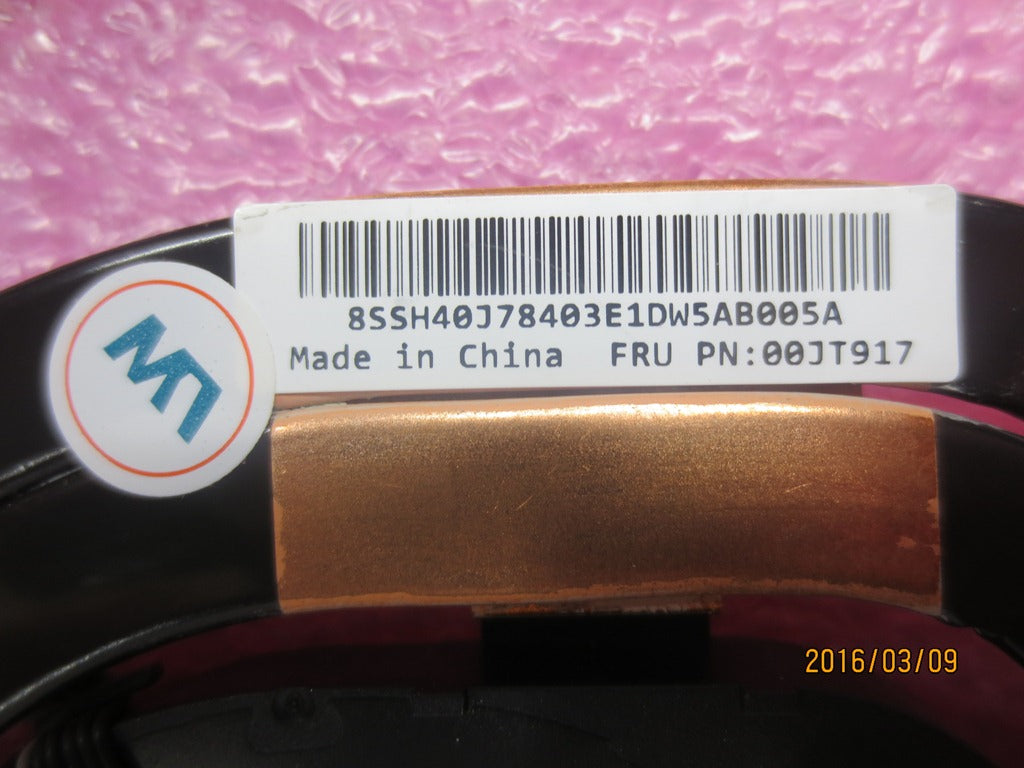 8SSH40J78403E1DW5AB005A
Made in China FRU PN:00JT917
2016/03/09